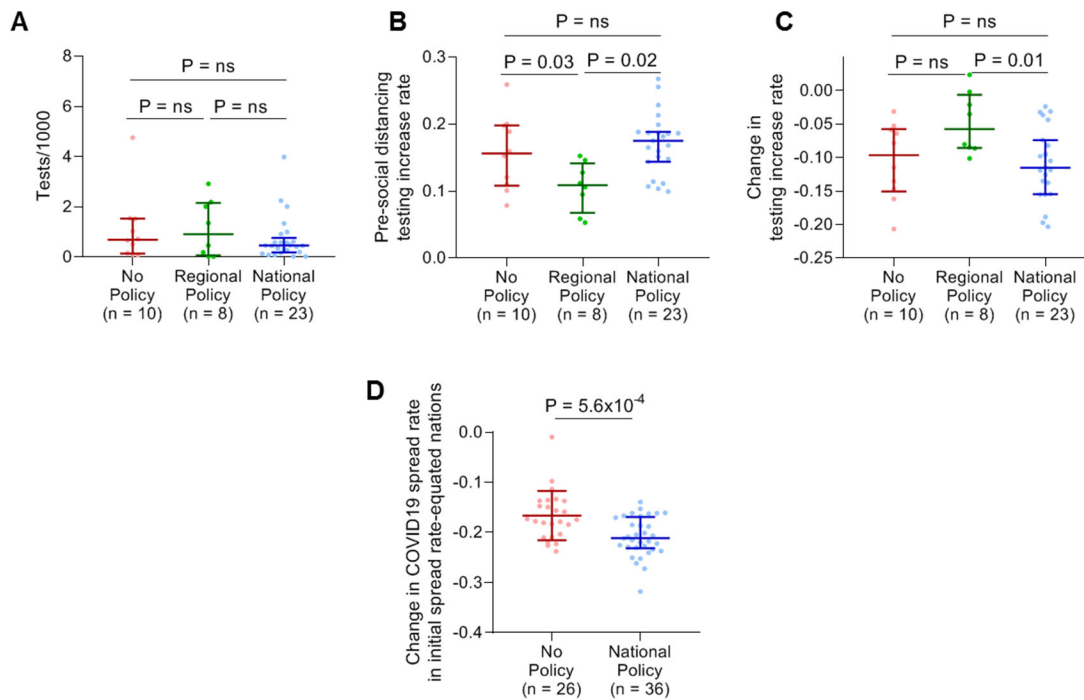 A
P = ns
P = ns
P = ns
Tests/1000
8
6
4
2
0
No
Policy
(n = 10)
Regional
Policy
(n = 8)
National
Policy
(n = 23)
B
P = ns
P = 0.03
P = 0.02
Pre-social distancing
testing increase rate
0.3
0.2
0.1
0.0
No
Policy
(n = 10)
Regional
Policy
(n = 8)
National
Policy
(n = 23)
C
P = ns
P = ns
P = 0.01
Change in
testing increase rate
0.00
-0.05
-0.10
-0.15
-0.20
-0.25
No
Policy
(n = 10)
Regional
Policy
(n = 8)
National
Policy
(n = 23)
D
P = 5.6x10⁻⁴
Change in COVID19 spread rate
in initial spread rate-equated nations
0.0
-0.1
-0.2
-0.3
-0.4
No
Policy
(n = 26)
National
Policy
(n = 36)